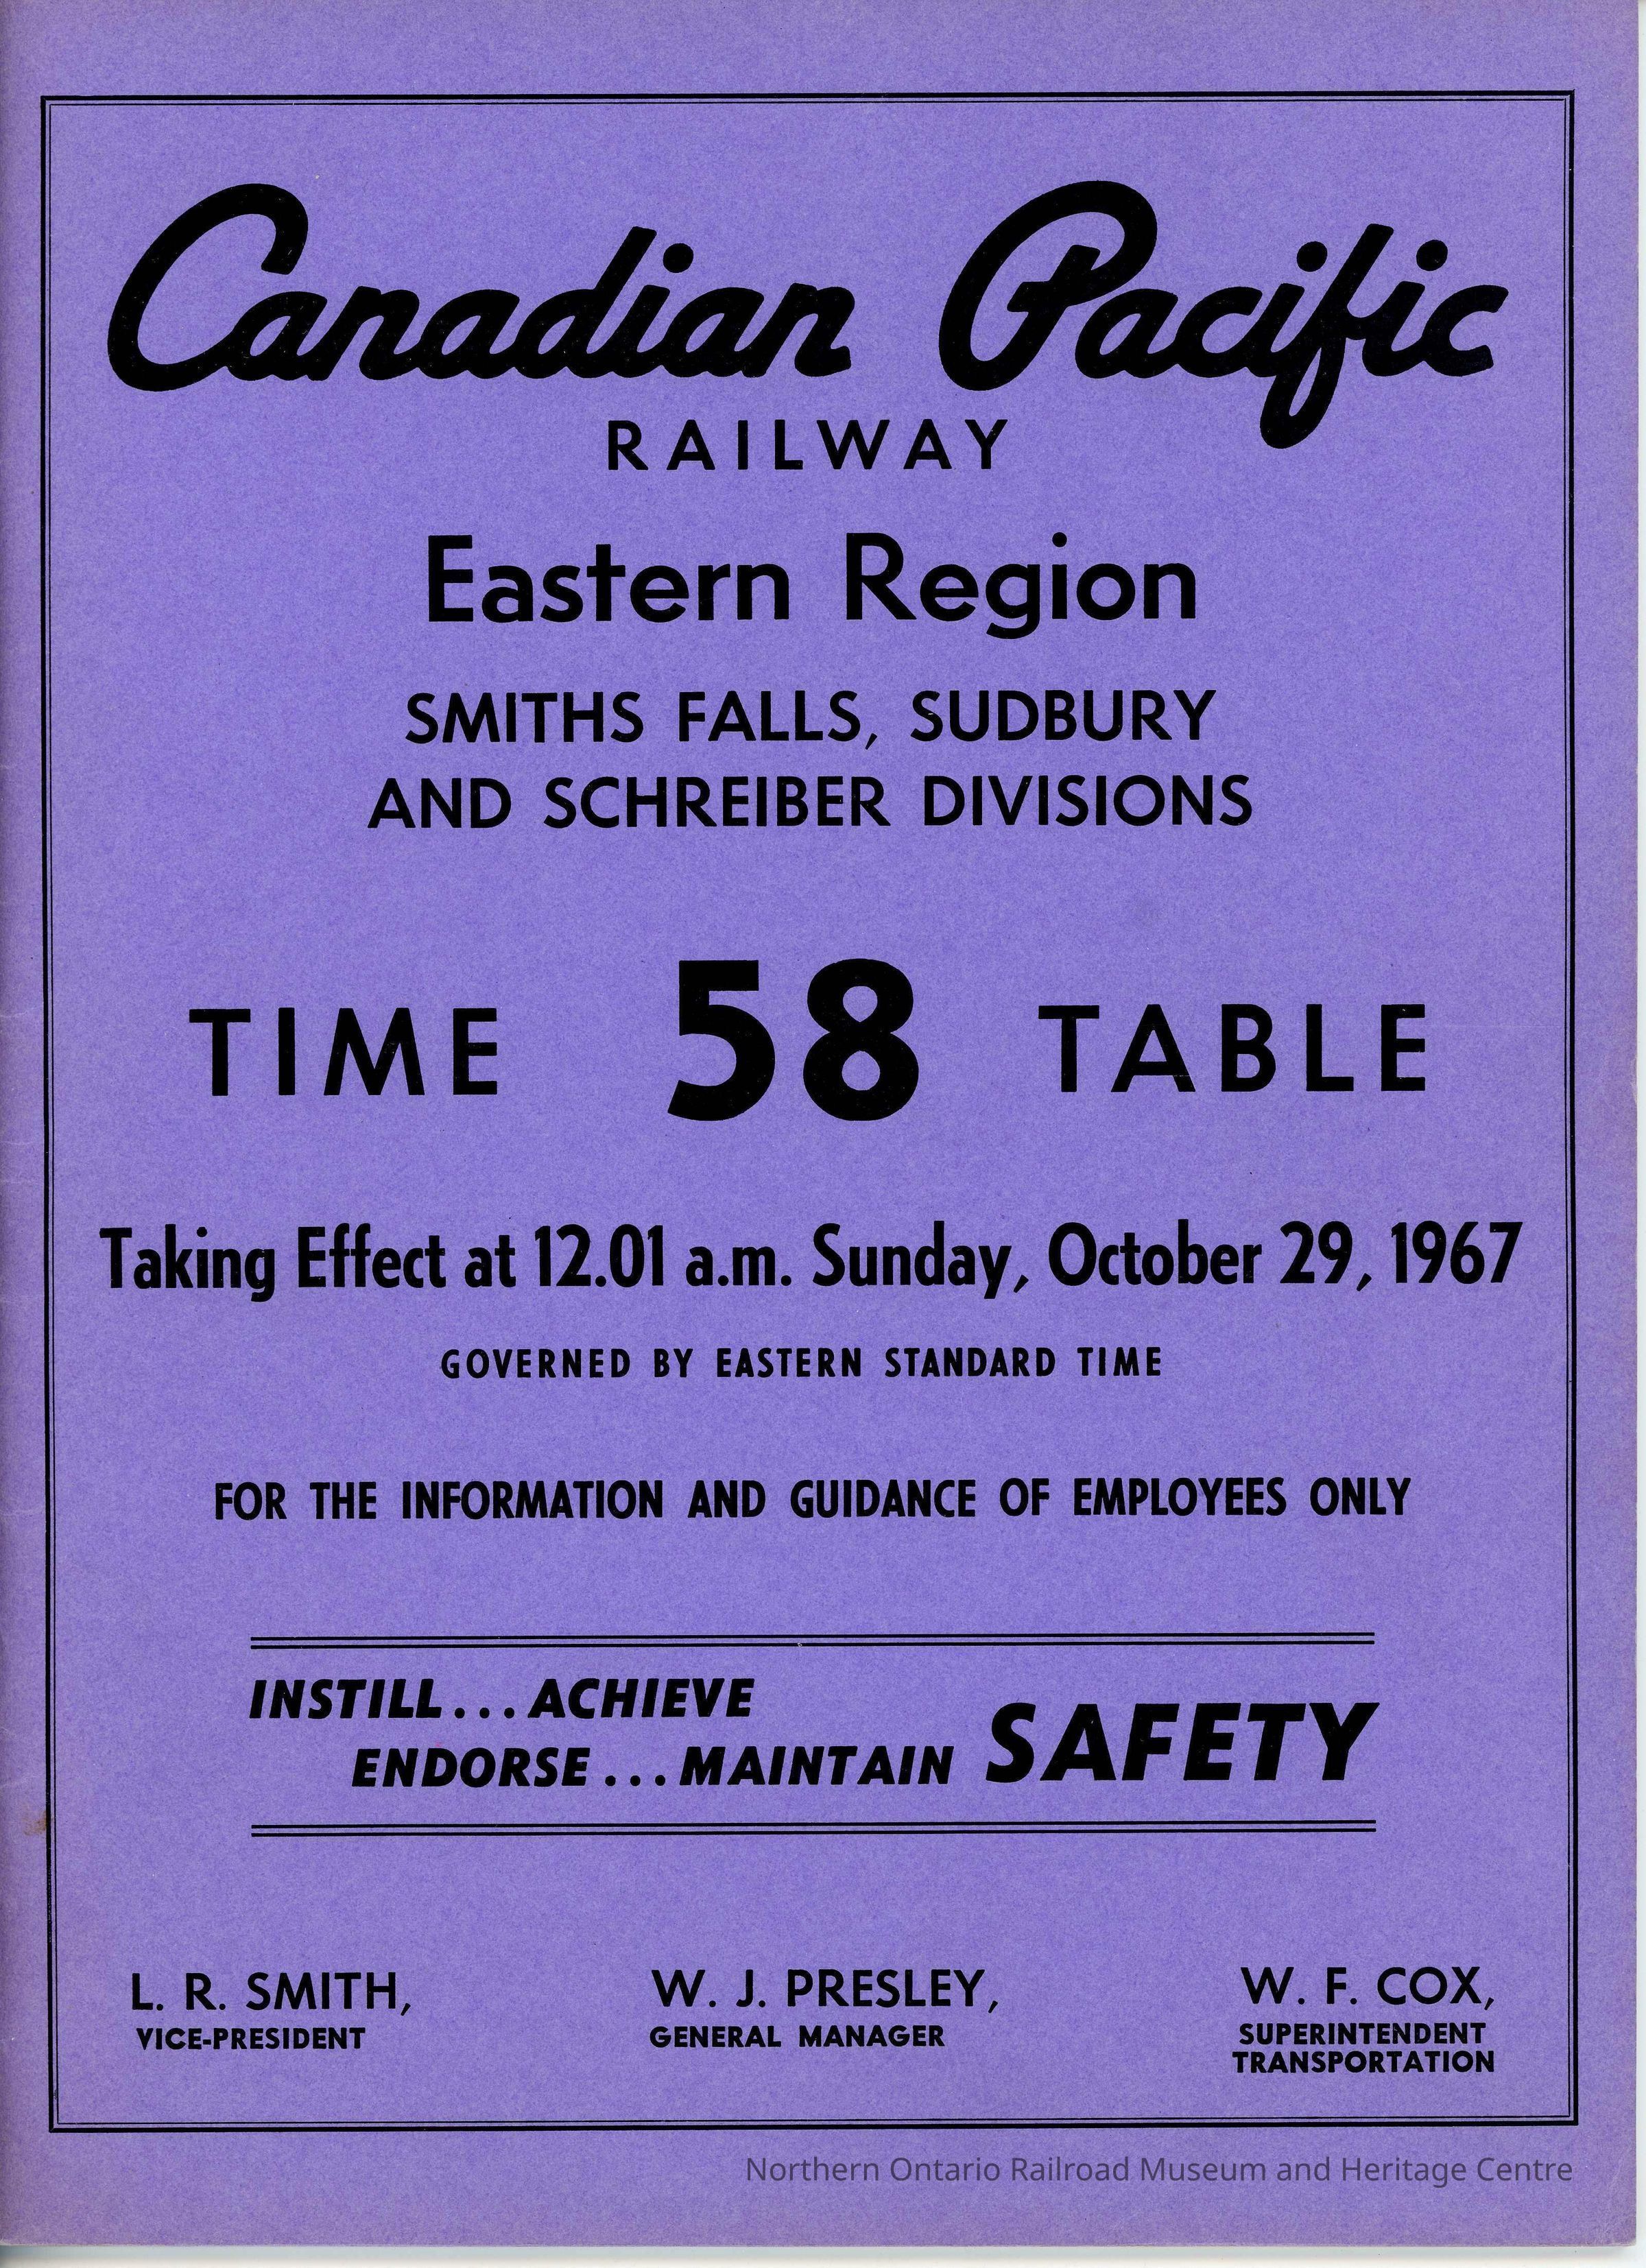 Canadian Pacific
RAILWAY
Eastern Region
SMITHS FALLS, SUDBURY
AND SCHREIBER DIVISIONS
TIME 58 TABLE
Taking Effect at 12.01 a.m. Sunday, October 29, 1967
GOVERNED BY EASTERN STANDARD TIME
FOR THE INFORMATION AND GUIDANCE OF EMPLOYEES ONLY
INSTILL...ACHIEVE
ENDORSE...MAINTAIN SAFETY
L. R. SMITH,
VICE-PRESIDENT
W. J. PRESLEY,
GENERAL MANAGER
W. F. COX,
SUPERINTENDENT
TRANSPORTATION
Northern Ontario Railroad Museum and Heritage Centre